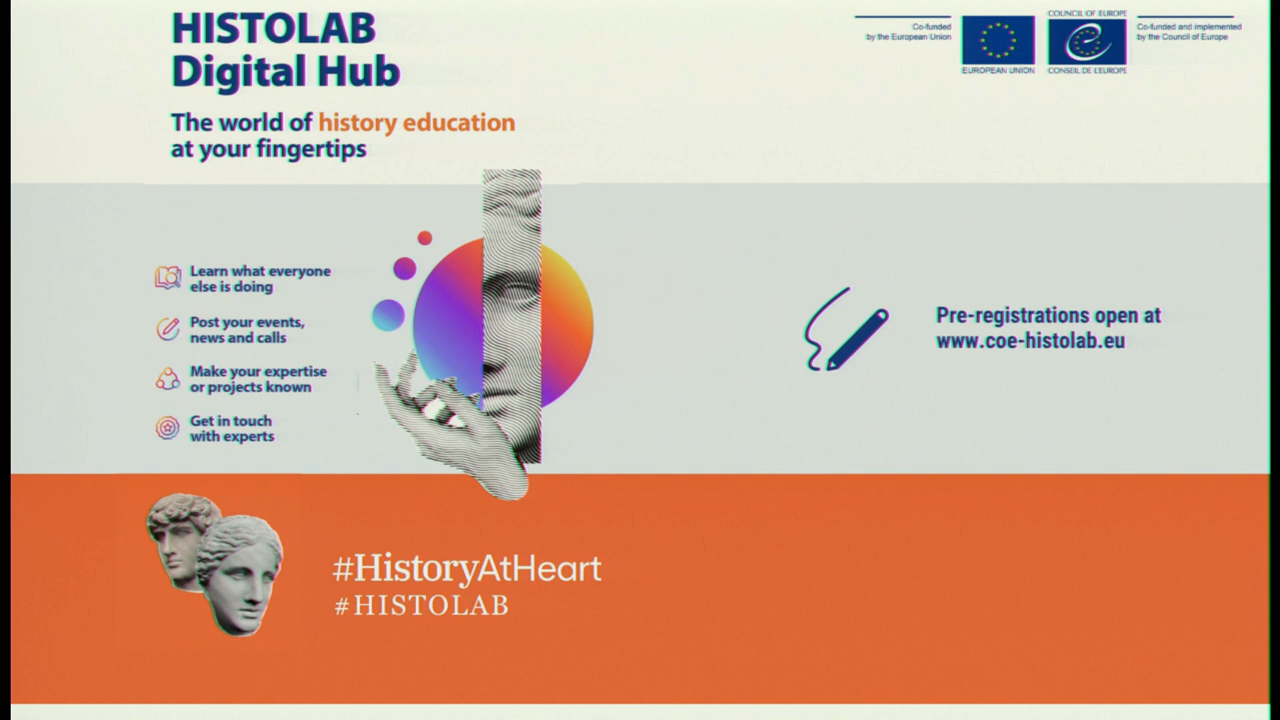 HISTOLAB
Digital Hub
The world of history education
at your fingertips
Co-funded
by the European Union
EUROPEAN UNION
COUNCIL OF EUROPE
CONSEIL DE L'EUROPE
Co-funded and implemented
by the Council of Europe
Learn what everyone
else is doing
Post your events,
news and calls
Make your expertise
or projects known
Get in touch
with experts
Pre-registrations open at
www.coe-histolab.eu
#HistoryAtHeart
#HISTOLAB